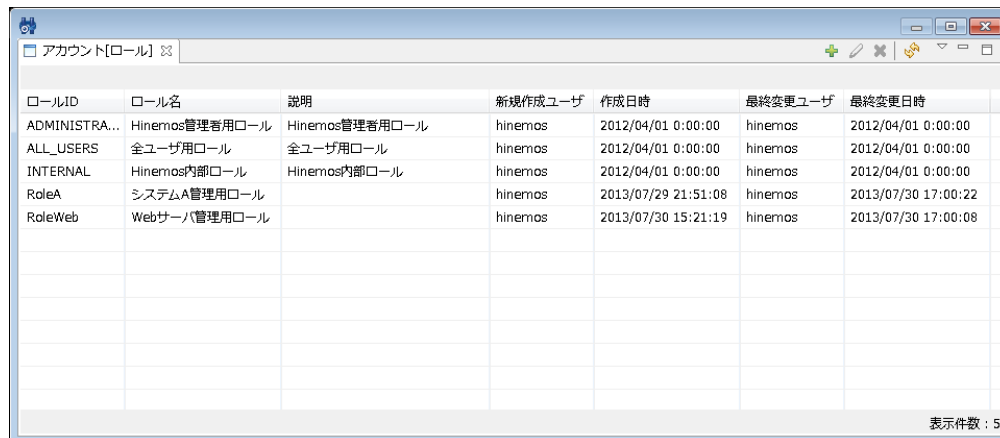 アカウント[ロール]
ロールID ロール名 説明 新規作成ユーザ 作成日時 最終変更ユーザ 最終変更日時
ADMINISTRA... Hinemos管理者用ロール Hinemos管理者用ロール hinemos 2012/04/01 0:00:00 hinemos 2012/04/01 0:00:00
ALL_USERS 全ユーザ用ロール 全ユーザ用ロール hinemos 2012/04/01 0:00:00 hinemos 2012/04/01 0:00:00
INTERNAL Hinemos内部ロール Hinemos内部ロール hinemos 2012/04/01 0:00:00 hinemos 2012/04/01 0:00:00
RoleA システムA管理用ロール hinemos 2013/07/29 21:51:08 hinemos 2013/07/30 17:00:22
RoleWeb Webサーバ管理用ロール hinemos 2013/07/30 15:21:19 hinemos 2013/07/30 17:00:08
表示件数：5